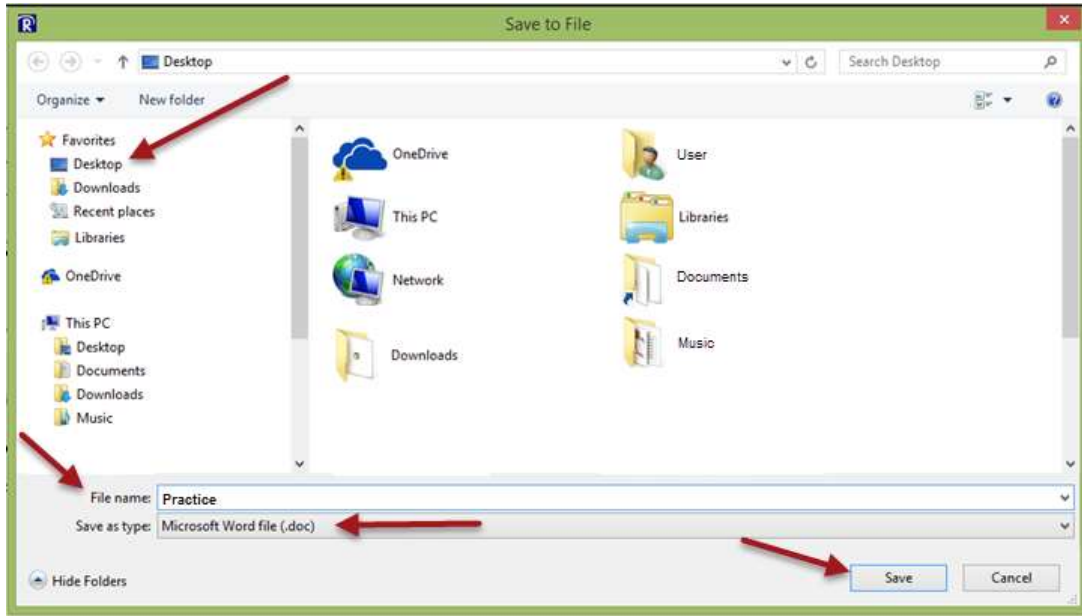 R
Save to File
Desktop
Search Desktop
Organize
New folder
Favorites
Desktop
Downloads
Recent places
Libraries
OneDrive
This PC
Desktop
Documents
Downloads
Music
OneDrive
User
This PC
Libraries
Network
Documents
Downloads
Music
File name: Practice
Save as type: Microsoft Word file (.doc)
Hide Folders
Save
Cancel